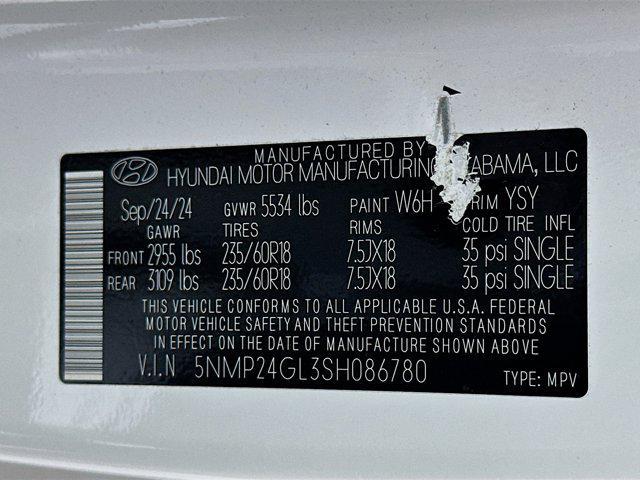 MANUFACTURED BY
HYUNDAI MOTOR MANUFACTURING ABAMA, LLC
Sep/24/24 GVWR 5534 lbs PAINT W6H RIM YSY
GAWR TIRES RIMS COLD TIRE INFL
FRONT 2955 lbs 235/60R18 7.5JX18 35 psi SINGLE
REAR 3109 lbs 235/60R18 7.5JX18 35 psi SINGLE
THIS VEHICLE CONFORMS TO ALL APPLICABLE U.S.A. FEDERAL
MOTOR VEHICLE SAFETY AND THEFT PREVENTION STANDARDS
IN EFFECT ON THE DATE OF MANUFACTURE SHOWN ABOVE
V.I.N 5NMP24GL3SH086780 TYPE: MPV